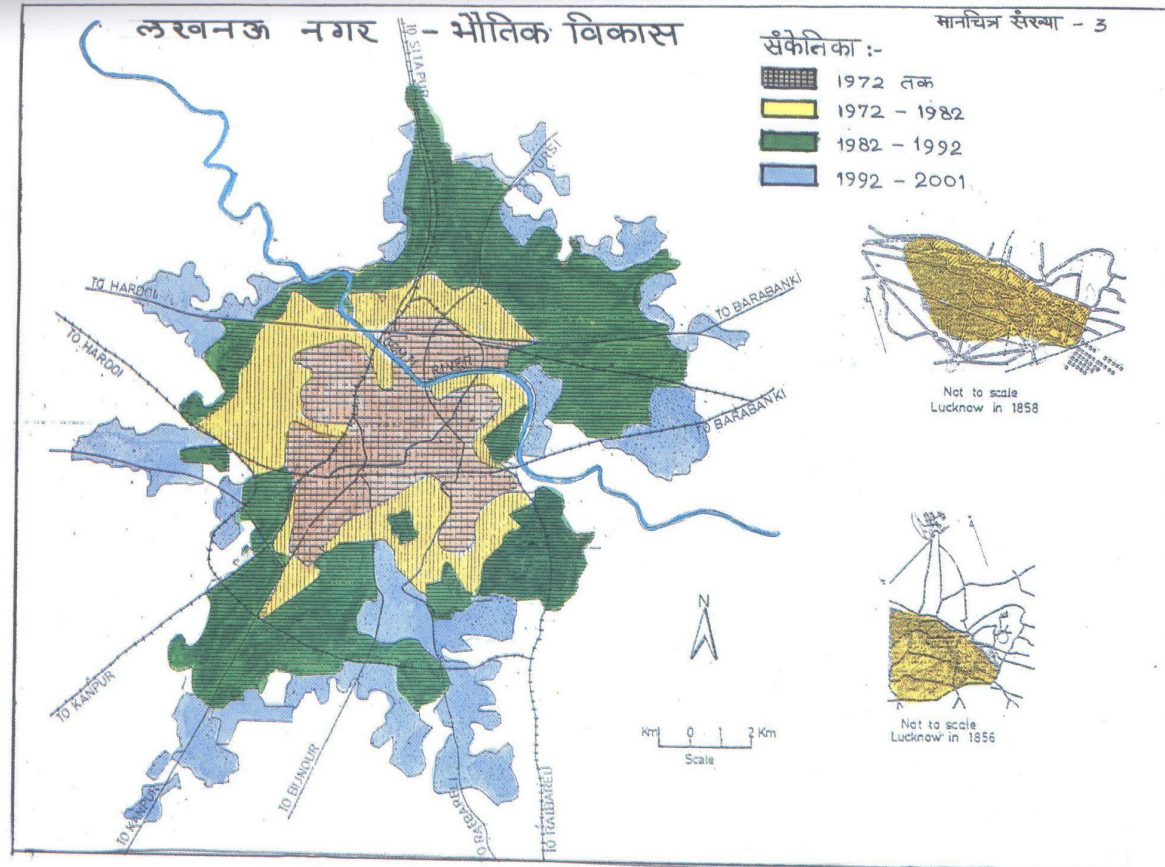 लखनऊ नगर - भौतिक विकास
मानचित्र संख्या - 3
संकेतिका :-
1972 तक
1972 - 1982
1982 - 1992
1992 - 2001
TO SITAPUR
TO HARDOI
TO HARDOI
TO BARABANKI
TO BARABANKI
RIVER
TO KANPUR
TO KANPUR
TO BIJNOUR
TO RAEBARELI
TO RAIBARELI
N
Km 0 1 2 Km
Scale
Not to scale
Lucknow in 1858
Not to scale
Lucknow in 1856